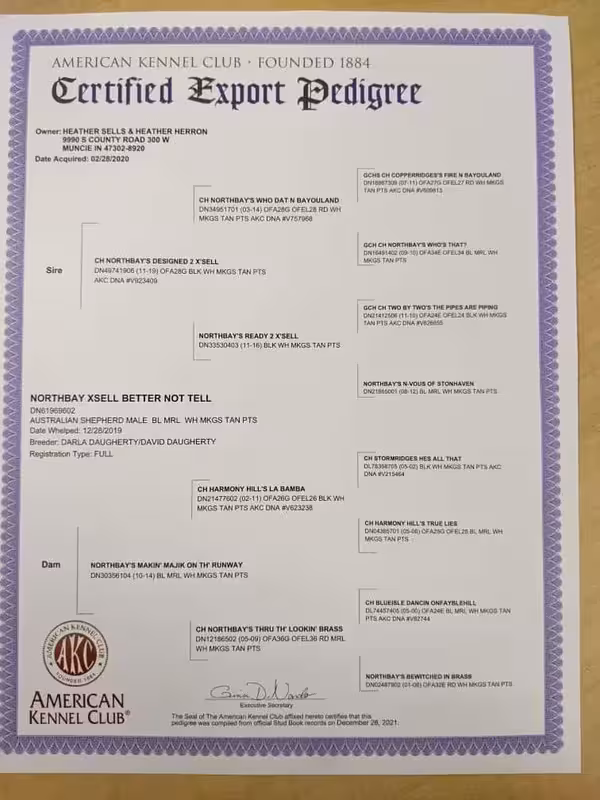 AMERICAN KENNEL CLUB · FOUNDED 1884
Certified Export Pedigree
Owner: HEATHER SELLS & HEATHER HERRON
9990 S COUNTY ROAD 300 W
MUNCIE IN 47302-8920
Date Acquired: 02/28/2020
GCHS CH COPPERRIDGE'S FIRE N BAYOULAND
DN16867309 (07-11) OFA27G OFEL27 RD WH MKGS
TAN PTS AKC DNA #V609613
CH NORTHBAY'S WHO DAT N BAYOULAND
DN34951701 (03-14) OFA28G OFEL28 RD WH
MKGS TAN PTS AKC DNA #V757968
GCH CH NORTHBAY'S WHO'S THAT?
DN16491402 (09-10) OFA34E OFEL34 BL MRL WH
MKGS TAN PTS
Sire
CH NORTHBAY'S DESIGNED 2 X'SELL
DN49741906 (11-19) OFA28G BLK WH MKGS TAN PTS
AKC DNA #V923409
GCH CH TWO BY TWO'S THE PIPES ARE PIPING
DN21412506 (11-10) OFA24E OFEL24 BLK WH MKGS
TAN PTS AKC DNA
NORTHBAY'S READY 2 X'SELL
DN33530403 (11-16) BLK WH MKGS TAN PTS
NORTHBAY'S N-VOUS OF STONHAVEN
DN21865001 (08-12) BL MRL WH MKGS TAN PTS
NORTHBAY XSELL BETTER NOT TELL
DN61969602
AUSTRALIAN SHEPHERD MALE BL MRL WH MKGS TAN PTS
Date Whelped: 12/28/2019
Breeder: DARLA DAUGHERTY/DAVID DAUGHERTY
Registration Type: FULL
CH STORMRIDGES HES ALL THAT
DL78358705 (05-02) BLK WH MKGS TAN PTS AKC
DNA #V215464
CH HARMONY HILL'S LA BAMBA
DN21477602 (02-11) OFA26G OFEL26 BLK WH
MKGS TAN PTS AKC DNA #V623238
CH HARMONY HILL'S TRUE LIES
DN04385701 (05-06) OFA28G OFEL28 BL MRL WH
MKGS TAN PTS
Dam
NORTHBAY'S MAKIN' MAJIK ON TH' RUNWAY
DN30356104 (10-14) BL MRL WH MKGS TAN PTS
CH BLUEISLE DANCIN ONFAYBLEHILL
DL74457405 (05-00) OFA24E BL MRL WH MKGS TAN
PTS AKC DNA #V82744
CH NORTHBAY'S THRU TH' LOOKIN' BRASS
DN12186502 (05-09) OFA36G OFEL36 RD MRL
WH MKGS TAN PTS
NORTHBAY'S BEWITCHED IN BRASS
DN02487902 (01-06) OFA32E RD WH MKGS TAN PTS
AMERICAN KENNEL CLUB
AKC
FOUNDED 1884
AMERICAN
KENNEL CLUB®
Executive Secretary
The Seal of The American Kennel Club affixed hereto certifies that this
pedigree was compiled from official Stud Book records on December 28, 2021.